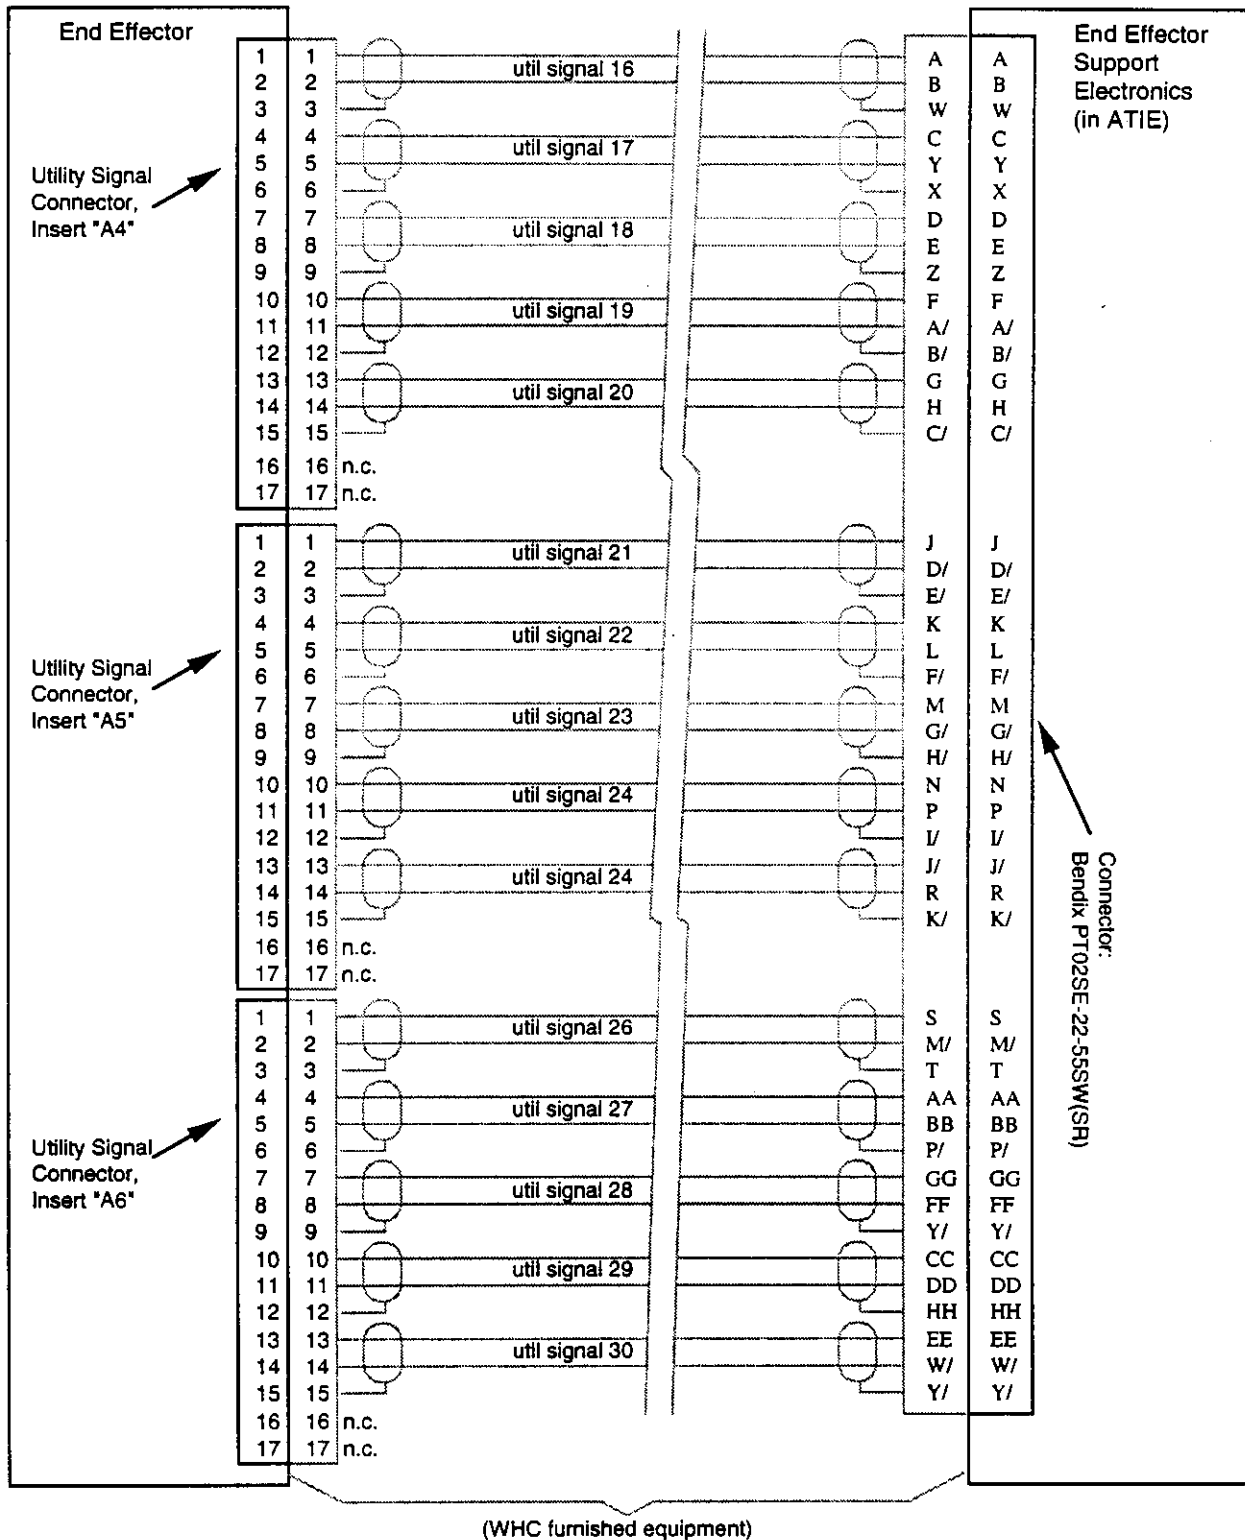 End Effector
End Effector
Support
Electronics
(in ATIE)
1 1 util signal 16 A A
2 2 B B
3 3 W W
4 4 util signal 17 C C
5 5 Y Y
6 6 X X
7 7 util signal 18 D D
8 8 E E
9 9 Z Z
10 10 util signal 19 F F
11 11 A/ A/
12 12 B/ B/
13 13 util signal 20 G G
14 14 H H
15 15 C/ C/
16 16 n.c.
17 17 n.c.
Utility Signal
Connector,
Insert "A4"
1 1 util signal 21 J J
2 2 D/ D/
3 3 E/ E/
4 4 util signal 22 K K
5 5 L L
6 6 F/ F/
7 7 util signal 23 M M
8 8 G/ G/
9 9 H/ H/
10 10 util signal 24 N N
11 11 P P
12 12 I/ I/
13 13 util signal 24 J/ J/
14 14 R R
15 15 K/ K/
16 16 n.c.
17 17 n.c.
Utility Signal
Connector,
Insert "A5"
Connector:
Bendix PT02SE-22-55SW(SR)
1 1 util signal 26 S S
2 2 M/ M/
3 3 T T
4 4 util signal 27 AA AA
5 5 BB BB
6 6 P/ P/
7 7 util signal 28 GG GG
8 8 FF FF
9 9 Y/ Y/
10 10 util signal 29 CC CC
11 11 DD DD
12 12 HH HH
13 13 util signal 30 EE EE
14 14 W/ W/
15 15 Y/ Y/
16 16 n.c.
17 17 n.c.
Utility Signal
Connector,
Insert "A6"
(WHC furnished equipment)